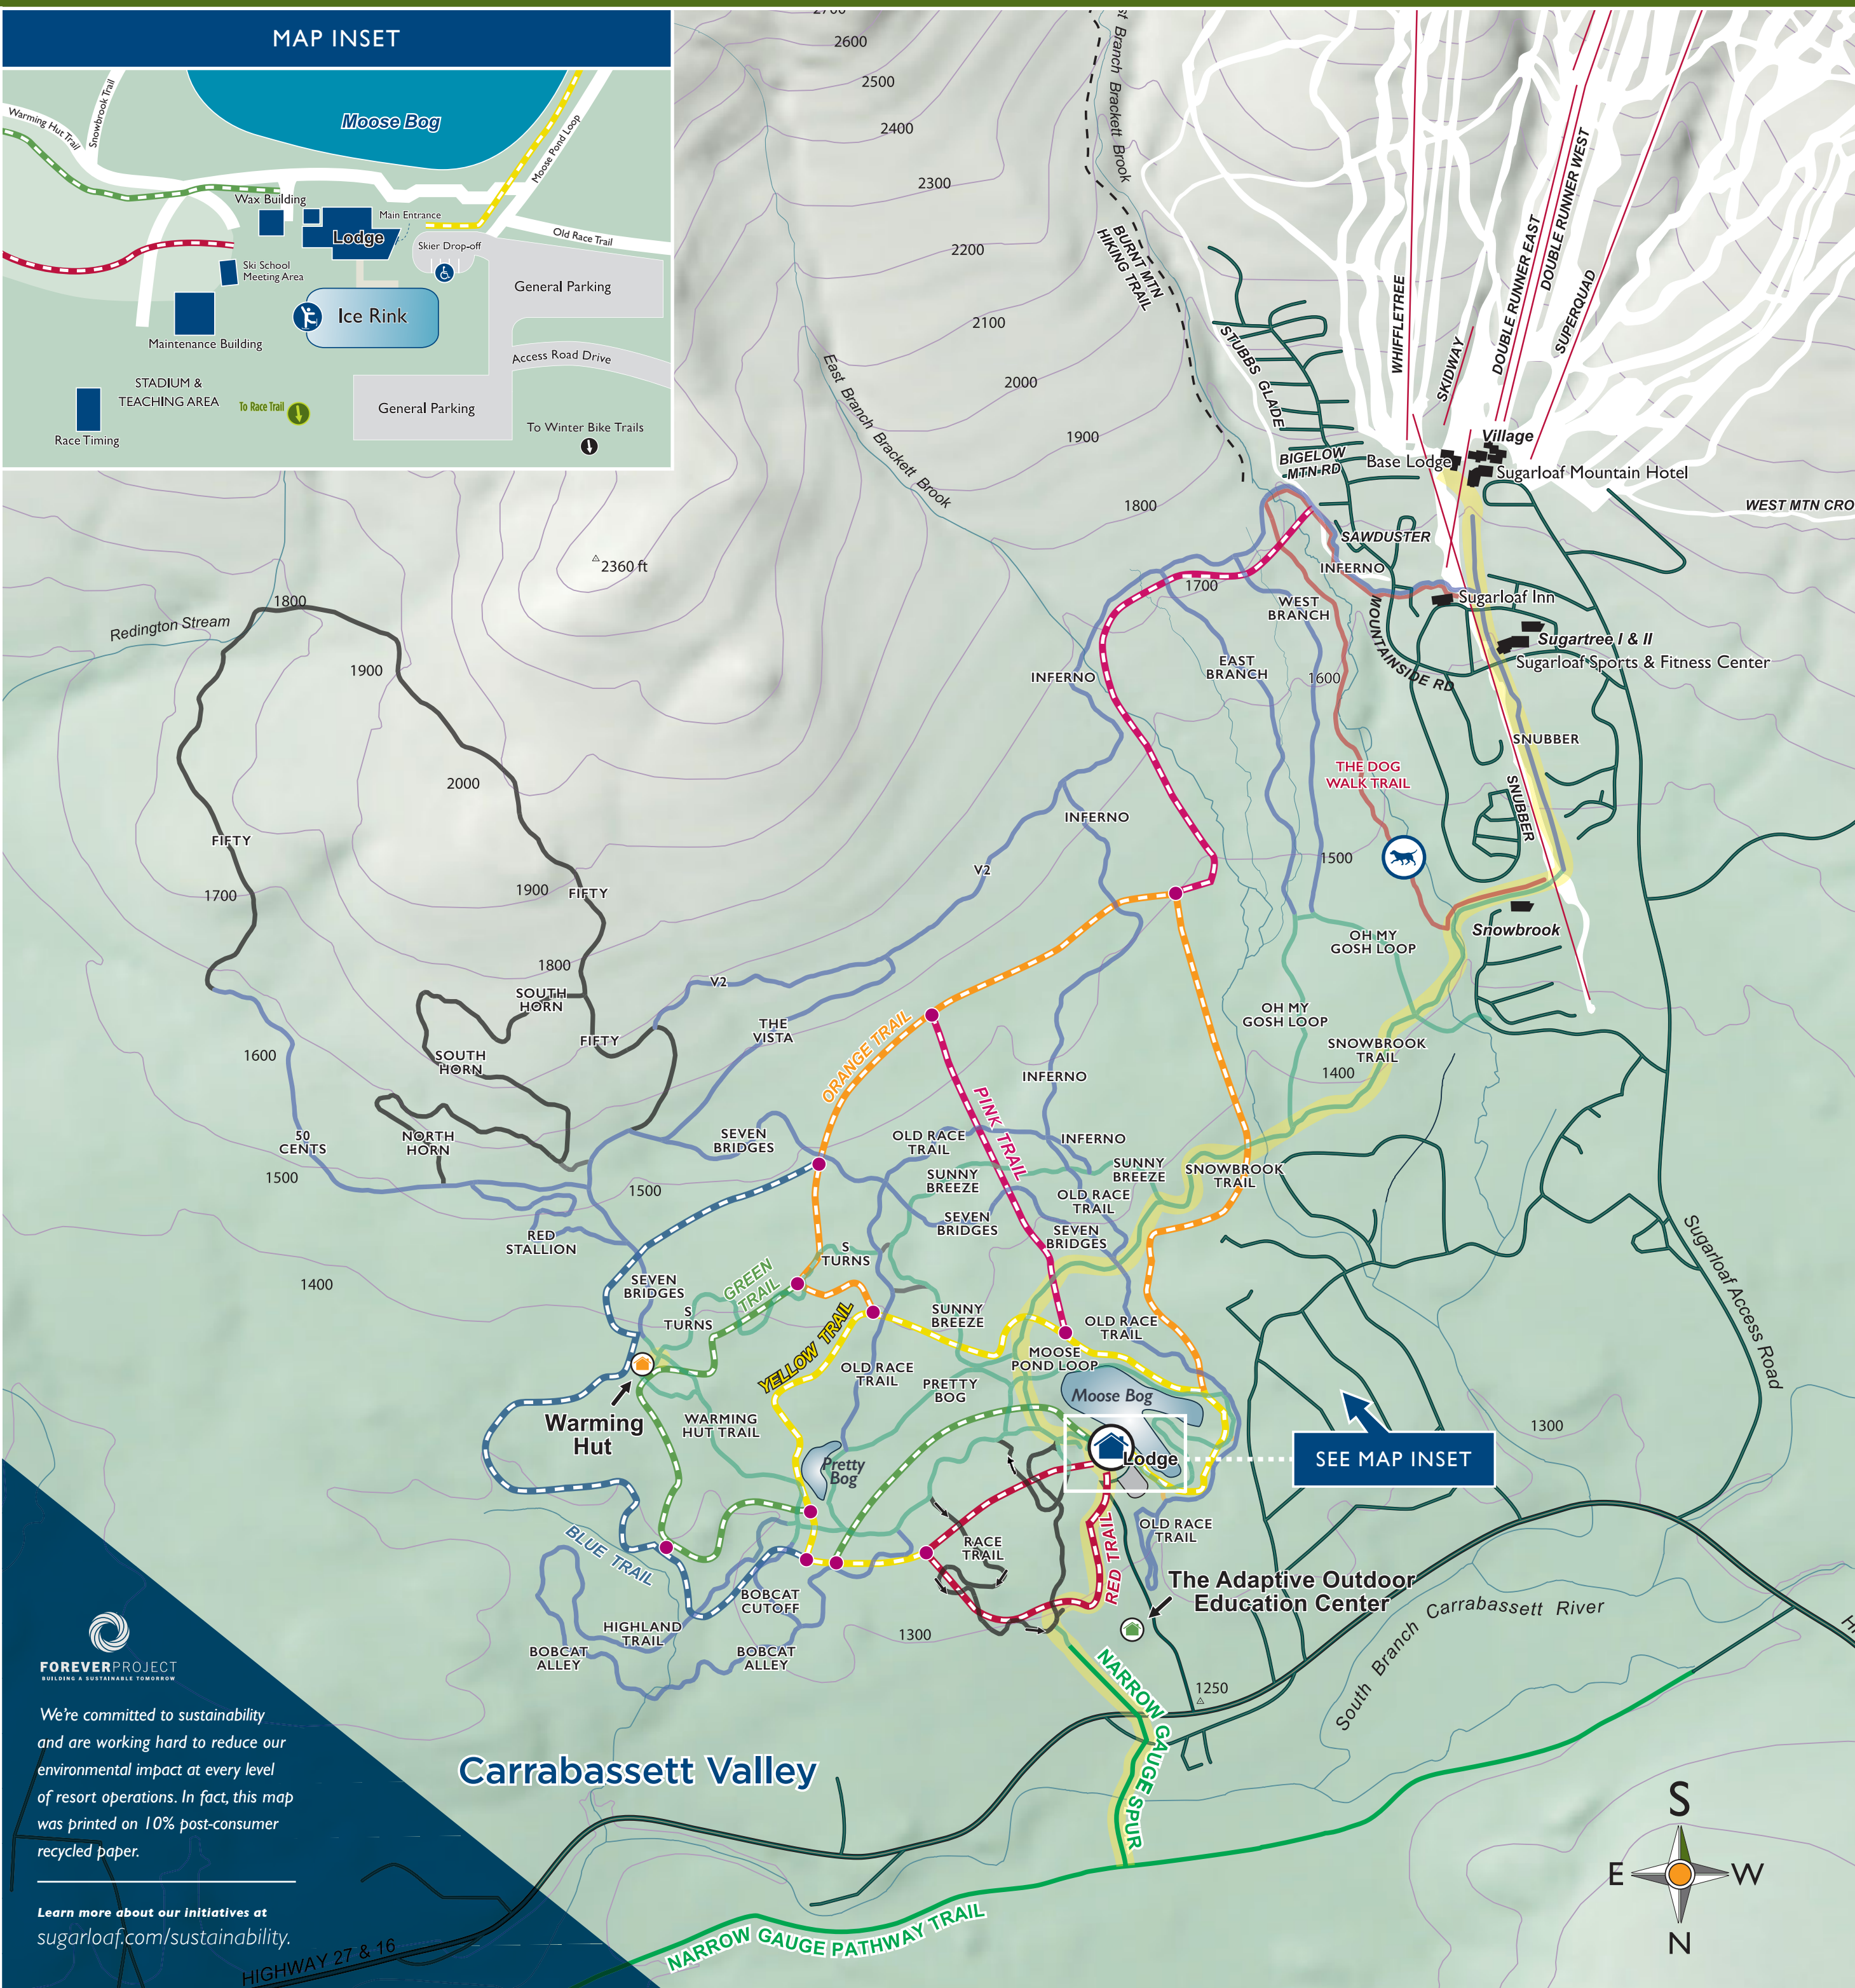 MAP INSET
Moose Bog
Warming Hut Trail
Snowbrook Trail
Moose Pond Loop
Wax Building
Main Entrance
Lodge
Skier Drop-off
Old Race Trail
Ski School
Meeting Area
General Parking
Ice Rink
Maintenance Building
Access Road Drive
STADIUM &
TEACHING AREA
To Race Trail
General Parking
Race Timing
To Winter Bike Trails
2600
2500
2400
2300
2200
2100
2000
1900
1800
Branch Brackett Brook
BURNT MTN
HIKING TRAIL
East Branch Brackett Brook
STUBBS GLADE
WHIFFLETREE
SKIDWAY
DOUBLE RUNNER EAST
DOUBLE RUNNER WEST
SUPERQUAD
Village
Base Lodge
Sugarloaf Mountain Hotel
BIGELOW
MTN RD
WEST MTN CRO
SAWDUSTER
INFERNO
Sugarloaf Inn
MOUNTAINSIDE RD
Sugartree I & II
Sugarloaf Sports & Fitness Center
2360 ft
1700
WEST
BRANCH
EAST
BRANCH
1600
INFERNO
SNUBBER
SNUBBER
THE DOG
WALK TRAIL
1500
INFERNO
V2
Redington Stream
1800
1900
2000
FIFTY
1700
1900
FIFTY
1800
SOUTH
HORN
FIFTY
SOUTH
HORN
1600
V2
THE
VISTA
ORANGE TRAIL
OH MY
GOSH LOOP
Snowbrook
OH MY
GOSH LOOP
SNOWBROOK
TRAIL
1400
INFERNO
PINK TRAIL
50
CENTS
NORTH
HORN
1500
1500
SEVEN
BRIDGES
OLD RACE
TRAIL
INFERNO
SUNNY
BREEZE
SUNNY
BREEZE
SNOWBROOK
TRAIL
OLD RACE
TRAIL
SEVEN
BRIDGES
SEVEN
BRIDGES
RED
STALLION
S
TURNS
1400
SEVEN
BRIDGES
GREEN
TRAIL
S
TURNS
YELLOW TRAIL
SUNNY
BREEZE
OLD RACE
TRAIL
MOOSE
POND LOOP
OLD RACE
TRAIL
PRETTY
BOG
Moose Bog
Warming
Hut
WARMING
HUT TRAIL
Pretty
Bog
Lodge
SEE MAP INSET
1300
Sugarloaf Access Road
BLUE TRAIL
RACE
TRAIL
RED TRAIL
OLD RACE
TRAIL
The Adaptive Outdoor
Education Center
BOBCAT
CUTOFF
HIGHLAND
TRAIL
BOBCAT
ALLEY
BOBCAT
ALLEY
1300
1250
South Branch Carrabassett River
NARROW GAUGE SPUR
Carrabassett Valley
NARROW GAUGE PATHWAY TRAIL
HIGHWAY 27 & 16
FOREVERPROJECT
BUILDING A SUSTAINABLE TOMORROW
We're committed to sustainability
and are working hard to reduce our
environmental impact at every level
of resort operations. In fact, this map
was printed on 10% post-consumer
recycled paper.
Learn more about our initiatives at
sugarloaf.com/sustainability.
S
E
W
N